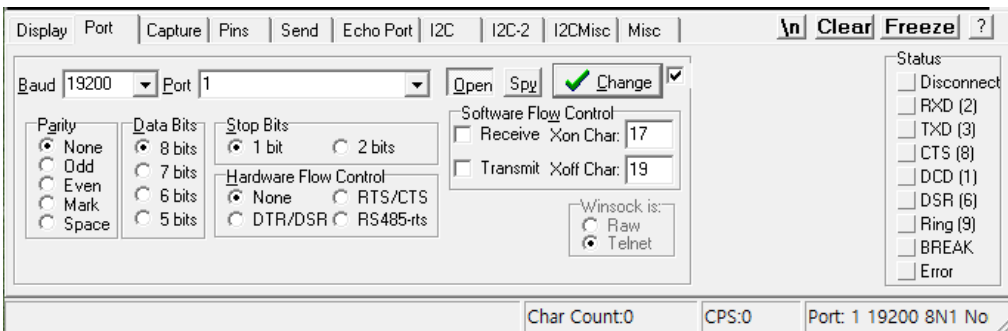 Display Port Capture Pins Send Echo Port I2C I2C-2 I2CMisc Misc \n Clear Freeze ?
Status
Baud 19200 Port 1 Open Spy Change Disconnect
RXD (2)
TXD (3)
CTS (8)
DCD (1)
DSR (6)
Ring (9)
BREAK
Error
Parity
None
Odd
Even
Mark
Space
Data Bits
8 bits
7 bits
6 bits
5 bits
Stop Bits
1 bit 2 bits
Hardware Flow Control
None RTS/CTS
DTR/DSR RS485-rts
Software Flow Control
Receive Xon Char: 17
Transmit Xoff Char: 19
Winsock is:
Raw
Telnet
Char Count:0 CPS:0 Port: 1 19200 8N1 No